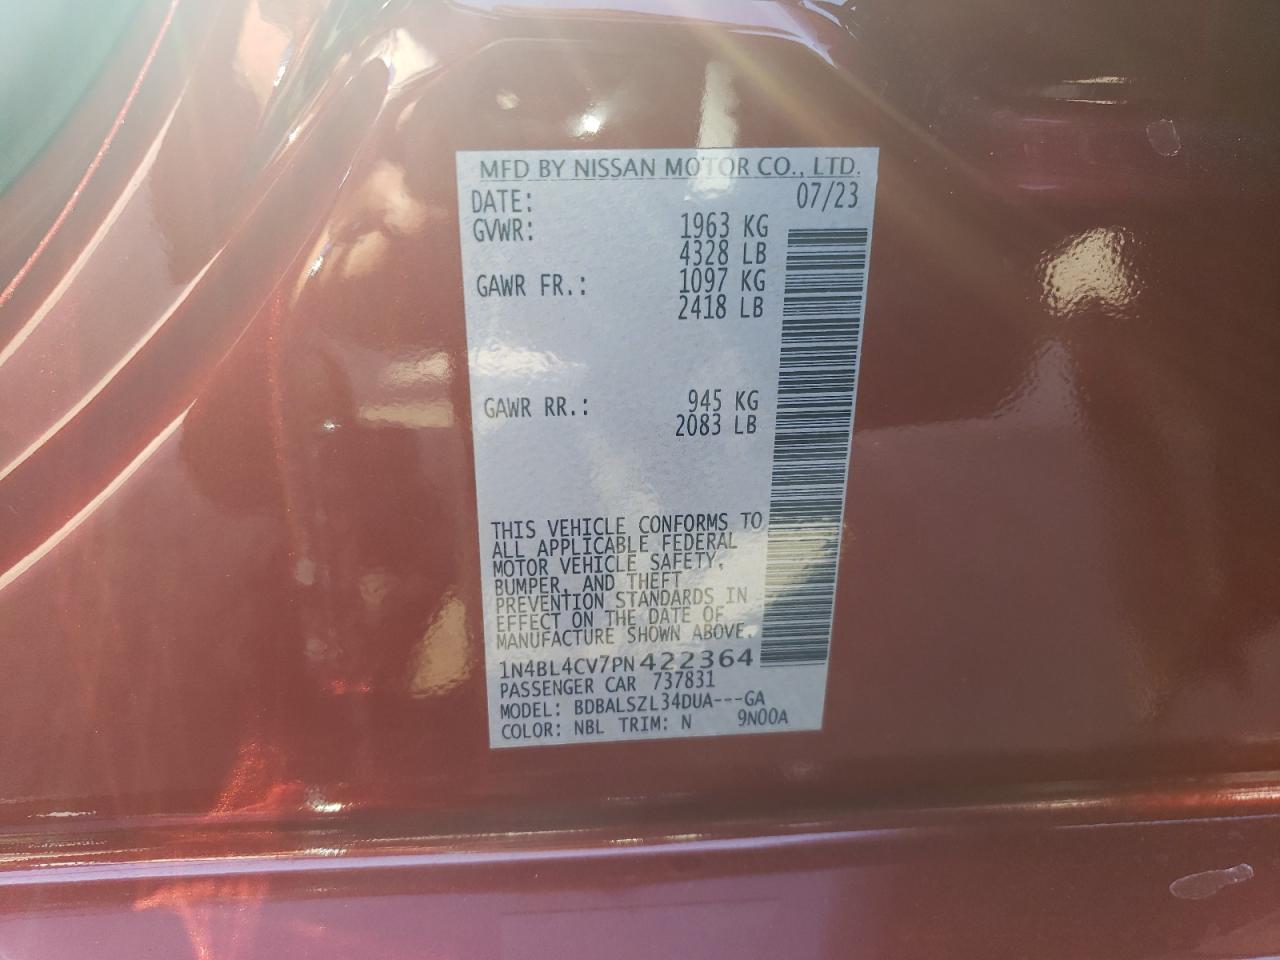 MFD BY NISSAN MOTOR CO., LTD.
DATE: 07/23
GVWR: 1963 KG
4328 LB
GAWR FR.: 1097 KG
2418 LB
GAWR RR.: 945 KG
2083 LB
THIS VEHICLE CONFORMS TO
ALL APPLICABLE FEDERAL
MOTOR VEHICLE SAFETY,
BUMPER, AND THEFT
PREVENTION STANDARDS IN
EFFECT ON THE DATE OF
MANUFACTURE SHOWN ABOVE.
1N4BL4CV7PN422364
PASSENGER CAR 737831
MODEL: BDBALSZL34DUA---GA
COLOR: NBL TRIM: N 9N00A